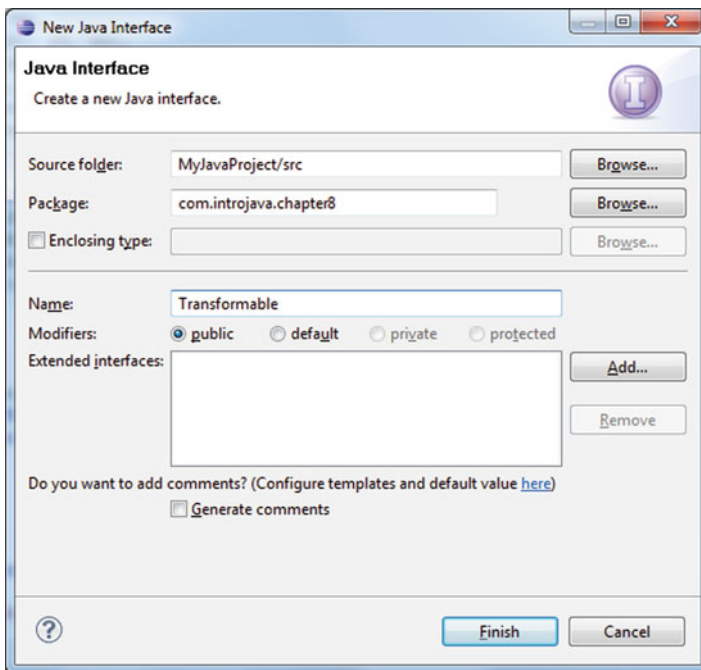 New Java Interface
Java Interface
Create a new Java interface.
I
Source folder: MyJavaProject/src Browse...
Package: com.introjava.chapter8 Browse...
Enclosing type: Browse...
Name: Transformable
Modifiers: public default private protected
Extended interfaces: Add...
Remove
Do you want to add comments? (Configure templates and default value here)
Generate comments
? Finish Cancel